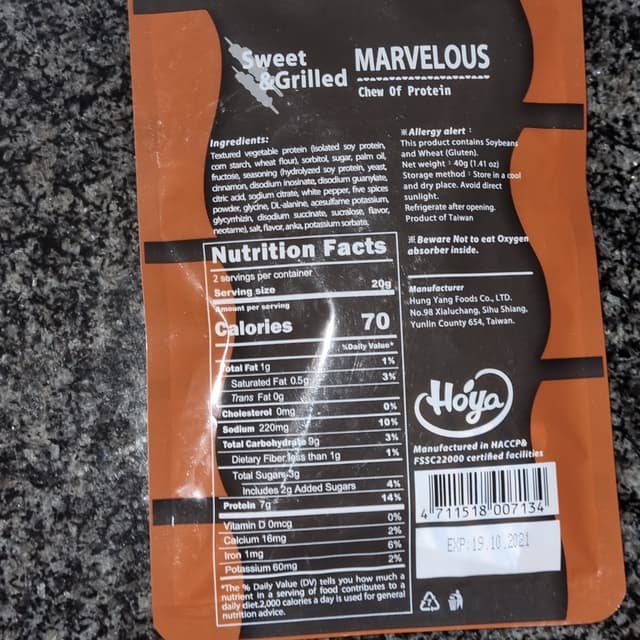 Sweet
&Grilled
MARVELOUS
Chew Of Protein
Ingredients:
Textured vegetable protein (isolated soy protein,
corn starch, wheat flour), sorbitol, sugar, palm oil,
fructose, seasoning (hydrolyzed soy protein, yeast,
cinnamon, disodium inosinate, disodium guanylate,
citric acid, sodium citrate, white pepper, five spices
powder, glycine, DL-alanine, acesulfame potassium,
glycyrrhizin, disodium succinate, sucralose, flavor,
neotame), salt, flavor, anka, potassium sorbate.
※Allergy alert :
This product contains Soybeans
and Wheat (Gluten).
Net weight : 40g (1.41 oz)
Storage method : Store in a cool
and dry place. Avoid direct
sunlight.
Refrigerate after opening.
Product of Taiwan
※Beware Not to eat Oxygen
absorber inside.
Manufacturer
Hung Yang Foods Co., LTD.
No.98 Xialuchang, Sihu Shiang,
Yunlin County 654, Taiwan.
Nutrition Facts
2 servings per container
Serving size 20g
Amount per serving
Calories 70
%Daily Value*
Total Fat 1g 1%
Saturated Fat 0.5g 3%
Trans Fat 0g
Cholesterol 0mg 0%
Sodium 220mg 10%
Total Carbohydrate 9g 3%
Dietary Fiber less than 1g 1%
Total Sugars 3g
Includes 2g Added Sugars 4%
Protein 7g 14%
Vitamin D 0mcg 0%
Calcium 16mg 2%
Iron 1mg 6%
Potassium 60mg 2%
*The % Daily Value (DV) tells you how much a
nutrient in a serving of food contributes to a
daily diet.2,000 calories a day is used for general
nutrition advice.
Hoya
Manufactured in HACCP&
FSSC22000 certified facilities
4 711518 007134
EXP:19.10.2021